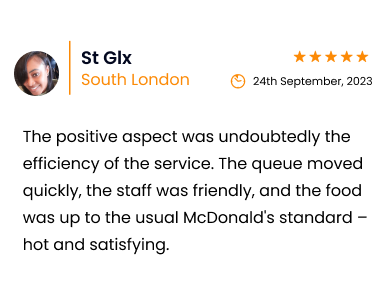 St Glx
South London
24th September, 2023
The positive aspect was undoubtedly the
efficiency of the service. The queue moved
quickly, the staff was friendly, and the food
was up to the usual McDonald's standard –
hot and satisfying.